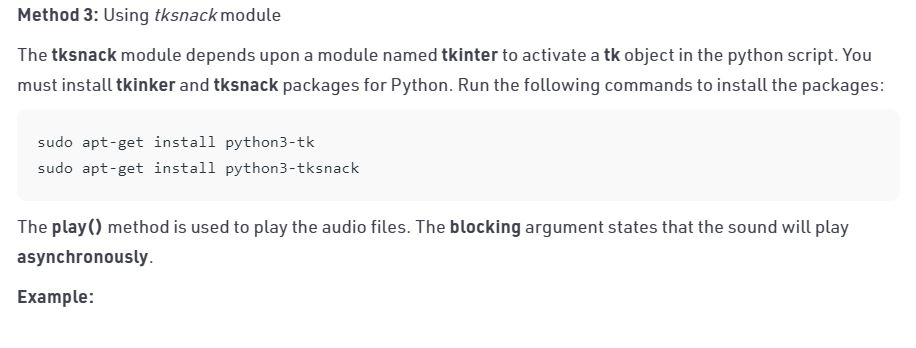 Method 3: Using tksnack module
The tksnack module depends upon a module named tkinter to activate a tk object in the python script. You
must install tkinker and tksnack packages for Python. Run the following commands to install the packages:
sudo apt-get install python3-tk
sudo apt-get install python3-tksnack
The play() method is used to play the audio files. The blocking argument states that the sound will play
asynchronously.
Example: